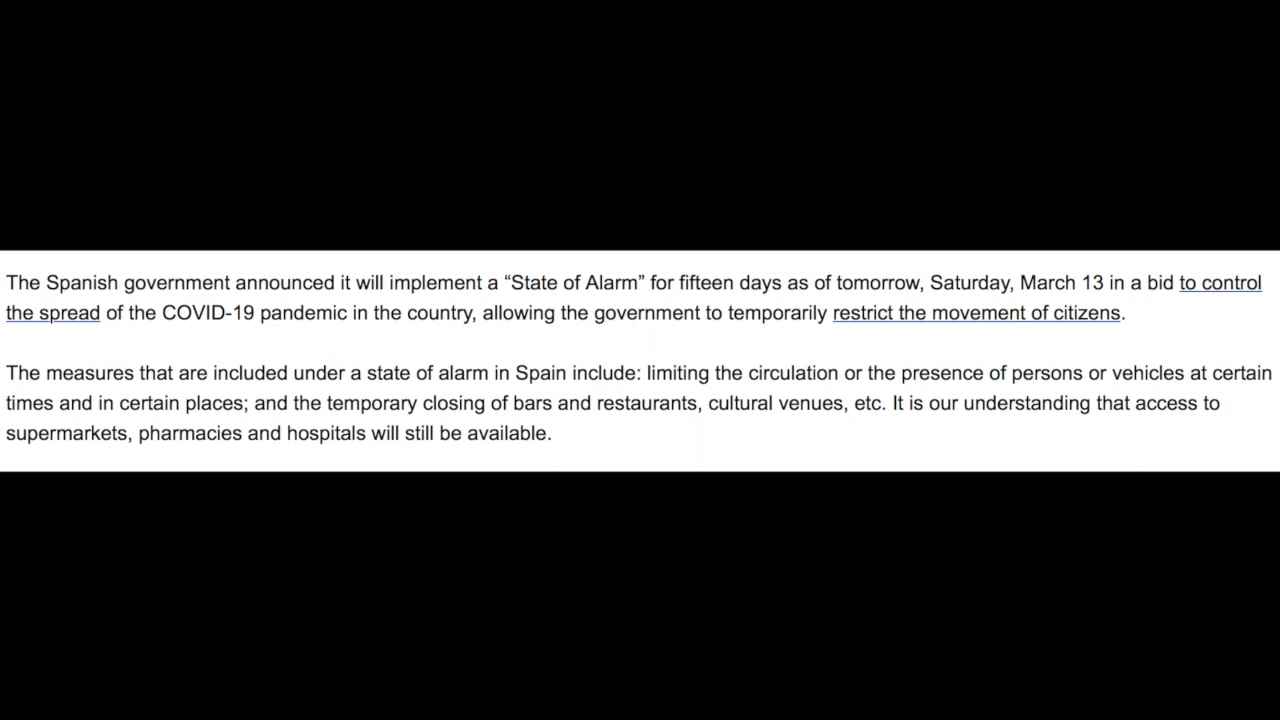 The Spanish government announced it will implement a “State of Alarm” for fifteen days as of tomorrow, Saturday, March 13 in a bid to control
the spread of the COVID-19 pandemic in the country, allowing the government to temporarily restrict the movement of citizens.
The measures that are included under a state of alarm in Spain include: limiting the circulation or the presence of persons or vehicles at certain
times and in certain places; and the temporary closing of bars and restaurants, cultural venues, etc. It is our understanding that access to
supermarkets, pharmacies and hospitals will still be available.